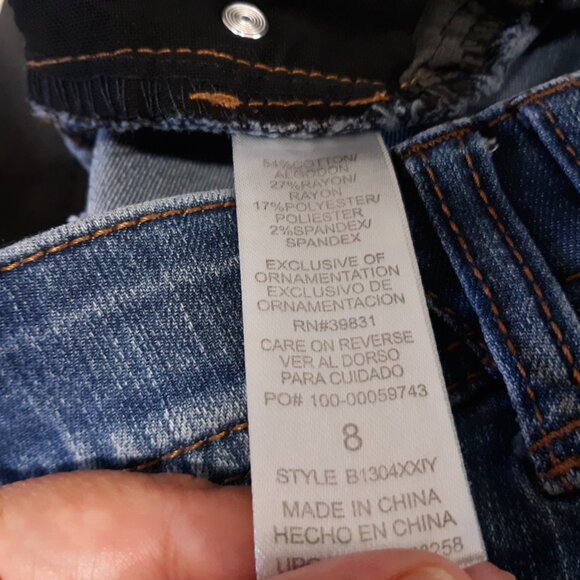 54%COTTON/
ALGODON
27%RAYON/
RAYON
17%POLYESTER/
POLIESTER
2%SPANDEX/
SPANDEX
EXCLUSIVE OF
ORNAMENTATION
EXCLUSIVO DE
ORNAMENTACION
RN#39831
CARE ON REVERSE
VER AL DORSO
PARA CUIDADO
PO# 100-00059743
8
STYLE B1304XXIY
MADE IN CHINA
HECHO EN CHINA